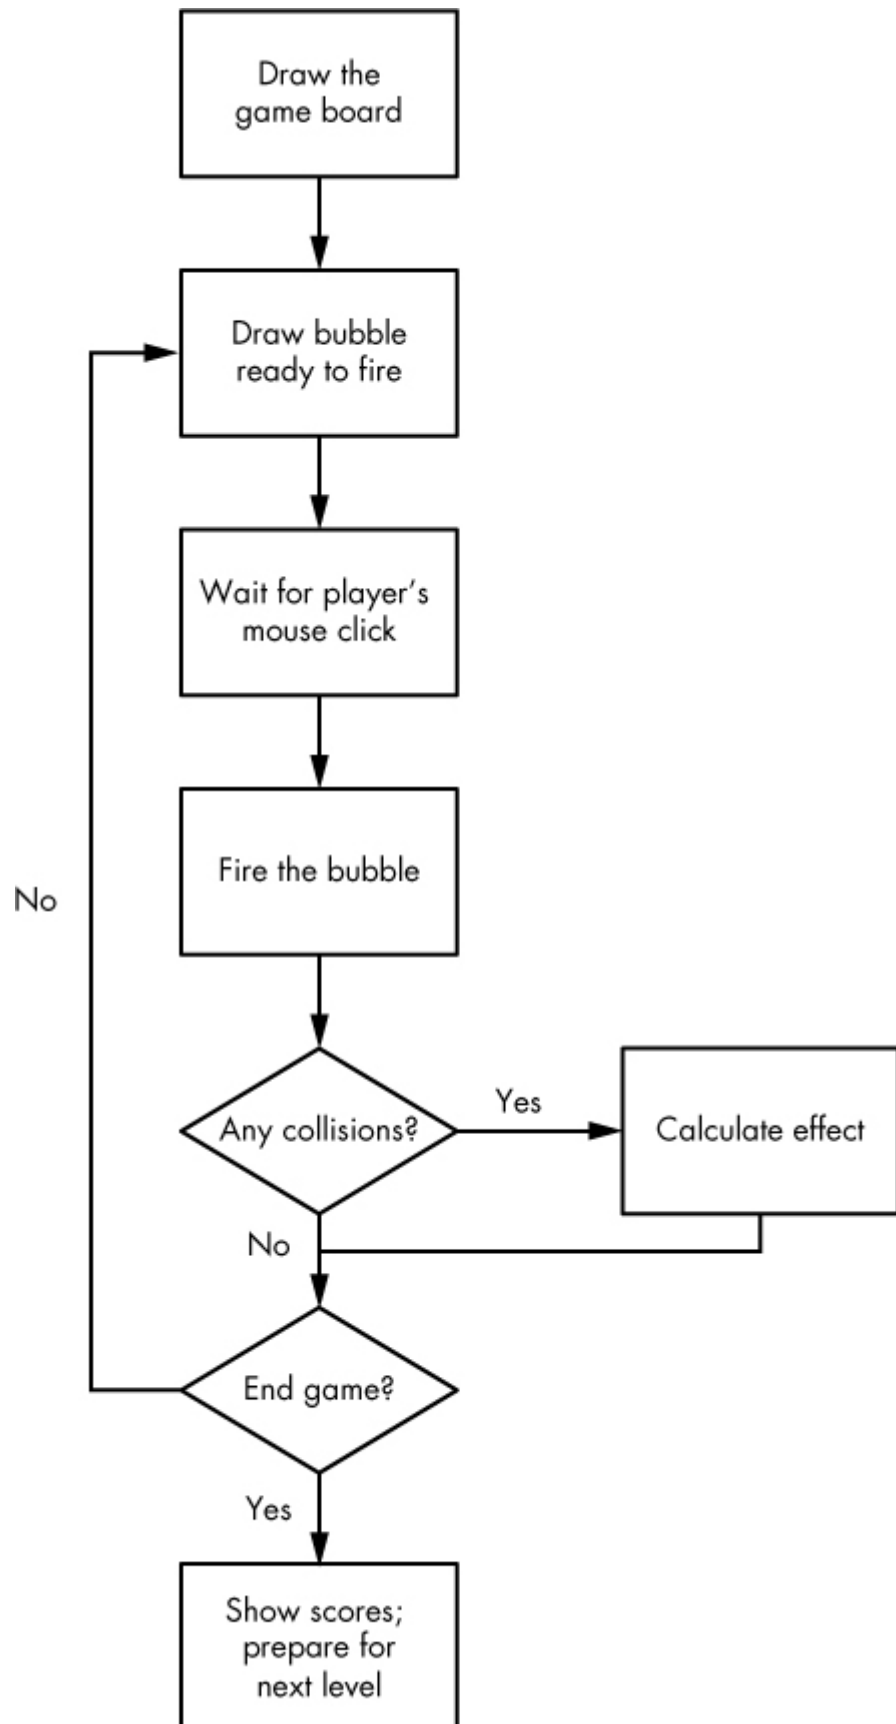 Draw the
game board
Draw bubble
ready to fire
Wait for player’s
mouse click
Fire the bubble
No
Any collisions?
Yes
Calculate effect
No
End game?
Yes
Show scores;
prepare for
next level